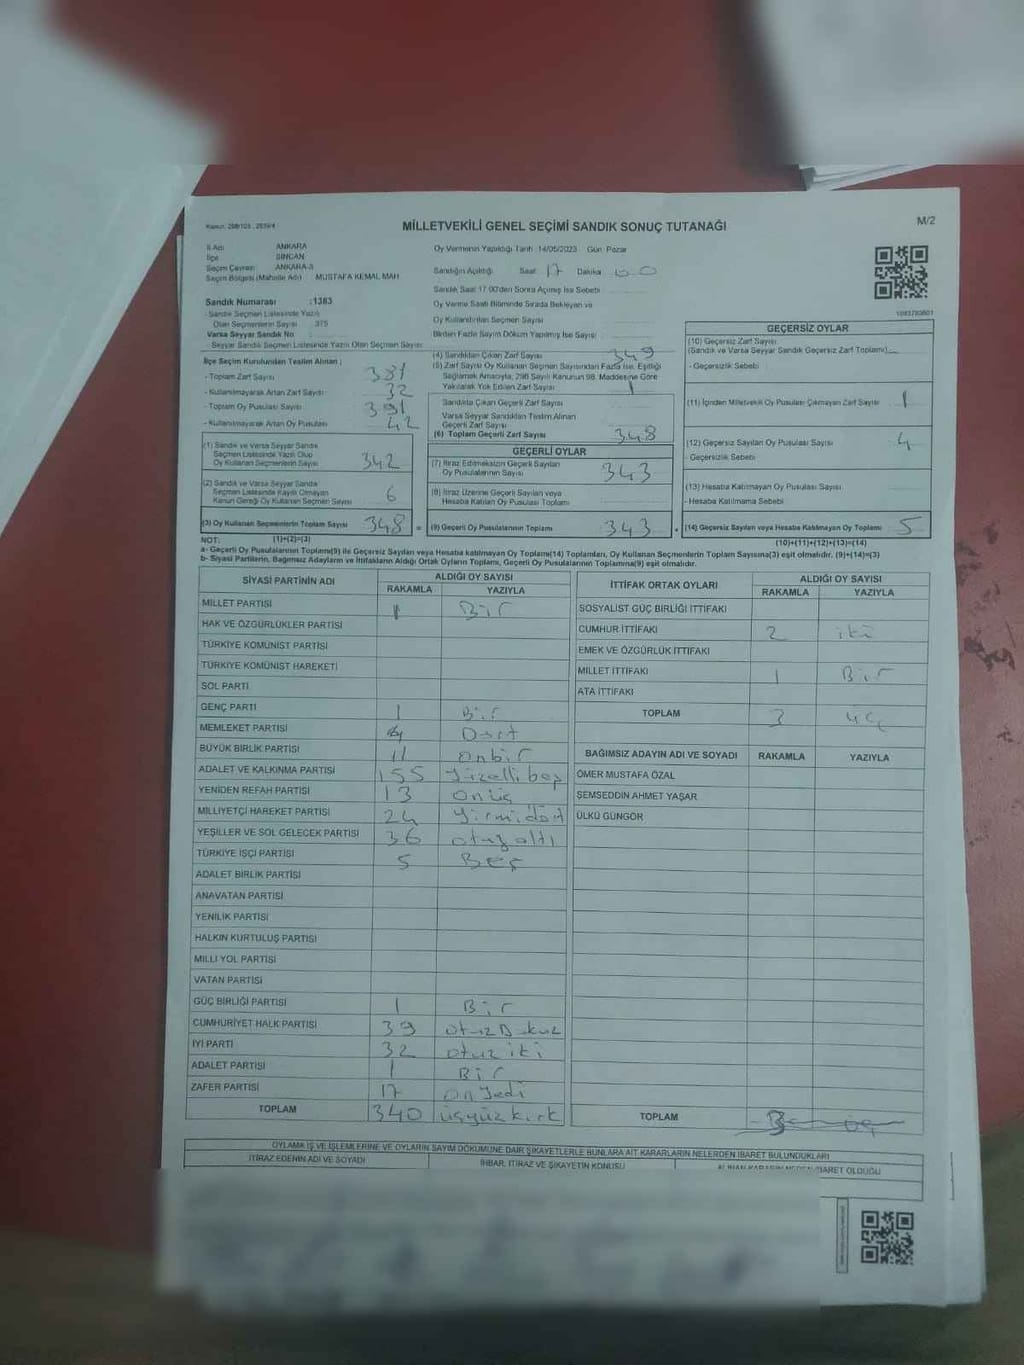 Kanun: 298/105 , 2839/4
MİLLETVEKİLİ GENEL SEÇİMİ SANDIK SONUÇ TUTANAĞI
M/2
İl Adı ANKARA
İlçe SİNCAN
Seçim Çevresi ANKARA-3
Seçim Bölgesi (Mahalle Adı) MUSTAFA KEMAL MAH
Sandık Numarası :1383
- Sandık Seçmen Listesinde Yazılı
Olan Seçmenlerin Sayısı 375
Varsa Seyyar Sandık No
- Seyyar Sandık Seçmen Listesinde Yazılı Olan Seçmen Sayısı
Oy Vermenin Yapıldığı Tarih 14/05/2023 Gün Pazar
Sandığın Açıldığı Saat 17 Dakika 00
Sandık Saat 17.00'den Sonra Açılmış İse Sebebi
Oy Verme Saati Bitiminde Sırada Bekleyen ve
Oy Kullandırılan Seçmen Sayısı
Birden Fazla Sayım Döküm Yapılmış İse Sayısı
İlçe Seçim Kurulundan Teslim Alınan ;
- Toplam Zarf Sayısı 381
- Kullanılmayarak Artan Zarf Sayısı 32
- Toplam Oy Pusulası Sayısı 391
- Kullanılmayarak Artan Oy Pusulası 42
(1) Sandık ve Varsa Seyyar Sandık
Seçmen Listesinde Yazılı Olup
Oy Kullanan Seçmenlerin Sayısı 342
(2) Sandık ve Varsa Seyyar Sandık
Seçmen Listesinde Kayıtlı Olmayan
Kanun Gereği Oy Kullanan Seçmen Sayısı 6
(3) Oy Kullanan Seçmenlerin Toplam Sayısı 348 =
(1)+(2)=(3)
(4) Sandıktan Çıkan Zarf Sayısı 349
(5) Zarf Sayısı Oy Kullanan Seçmen Sayısından Fazla İse, Eşitliği
Sağlamak Amacıyla, 298 Sayılı Kanunun 98. Maddesine Göre
Yakılarak Yok Edilen Zarf Sayısı 1
Sandıkta Çıkan Geçerli Zarf Sayısı
Varsa Seyyar Sandıktan Teslim Alınan
Geçerli Zarf Sayısı
(6) Toplam Geçerli Zarf Sayısı 348
GEÇERLİ OYLAR
(7) İtiraz Edilmeksizin Geçerli Sayılan
Oy Pusulalarının Sayısı 343
(8) İtiraz Üzerine Geçerli Sayılan veya
Hesaba Katılan Oy Pusulası Toplamı
(9) Geçerli Oy Pusulalarının Toplamı 343 +
GEÇERSİZ OYLAR
(10) Geçersiz Zarf Sayısı
(Sandık ve Varsa Seyyar Sandık Geçersiz Zarf Toplamı)
- Geçersizlik Sebebi
(11) İçinden Milletvekili Oy Pusulası Çıkmayan Zarf Sayısı 1
(12) Geçersiz Sayılan Oy Pusulası Sayısı 4
- Geçersizlik Sebebi
(13) Hesaba Katılmayan Oy Pusulası Sayısı
- Hesaba Katılmama Sebebi
(14) Geçersiz Sayılan veya Hesaba Katılmayan Oy Toplamı 5
(10)+(11)+(12)+(13)=(14)
NOT:
a- Geçerli Oy Pusulalarının Toplamı(9) ile Geçersiz Sayılan veya Hesaba katılmayan Oy Toplamı(14) Toplamları, Oy Kullanan Seçmenlerin Toplam Sayısına(3) eşit olmalıdır. (9)+(14)=(3)
b- Siyasi Partilerin, Bağımsız Adayların ve İttifakların Aldığı Ortak Oyların Toplamı, Geçerli Oy Pusulalarının Toplamına(9) eşit olmalıdır.
SİYASİ PARTİNİN ADI ALDIĞI OY SAYISI
RAKAMLA YAZIYLA
MİLLET PARTİSİ 1 Bir
HAK VE ÖZGÜRLÜKLER PARTİSİ
TÜRKİYE KOMÜNİST PARTİSİ
TÜRKİYE KOMÜNİST HAREKETİ
SOL PARTİ
GENÇ PARTİ 1 Bir
MEMLEKET PARTİSİ 4 Dört
BÜYÜK BİRLİK PARTİSİ 11 onbir
ADALET VE KALKINMA PARTİSİ 155 yüzellibeş
YENİDEN REFAH PARTİSİ 13 onüç
MİLLİYETÇİ HAREKET PARTİSİ 24 yirmidört
YEŞİLLER VE SOL GELECEK PARTİSİ 36 otuzaltı
TÜRKİYE İŞÇİ PARTİSİ 5 Beş
ADALET BİRLİK PARTİSİ
ANAVATAN PARTİSİ
YENİLİK PARTİSİ
HALKIN KURTULUŞ PARTİSİ
MİLLİ YOL PARTİSİ
VATAN PARTİSİ
GÜÇ BİRLİĞİ PARTİSİ 1 Bir
CUMHURİYET HALK PARTİSİ 39 otuzDokuz
İYİ PARTİ 32 otuziki
ADALET PARTİSİ 1 Bir
ZAFER PARTİSİ 17 onyedi
TOPLAM 340 üçyüzkırk
İTTİFAK ORTAK OYLARI ALDIĞI OY SAYISI
RAKAMLA YAZIYLA
SOSYALİST GÜÇ BİRLİĞİ İTTİFAKI
CUMHUR İTTİFAKI 2 iki
EMEK VE ÖZGÜRLÜK İTTİFAKI
MİLLET İTTİFAKI 1 Bir
ATA İTTİFAKI
TOPLAM 3 üç
BAĞIMSIZ ADAYIN ADI VE SOYADI RAKAMLA YAZIYLA
ÖMER MUSTAFA ÖZAL
ŞEMSEDDİN AHMET YAŞAR
ÜLKÜ GÜNGÖR
TOPLAM
OYLAMA İŞ VE İŞLEMLERİNE VE OYLARIN SAYIM DÖKÜMÜNE DAİR ŞİKAYETLERLE BUNLARA AİT KARARLARIN NELERDEN İBARET BULUNDUKLARI
İTİRAZ EDENİN ADI VE SOYADI İHBAR, İTİRAZ VE ŞİKAYETİN KONUSU